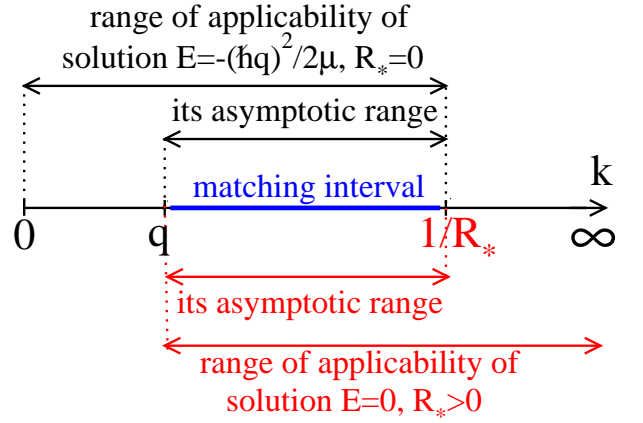 range of applicability of
solution E=-(ħq)²/2μ, R*=0
its asymptotic range
matching interval
k
0 q 1/R* ∞
its asymptotic range
range of applicability of
solution E=0, R*>0